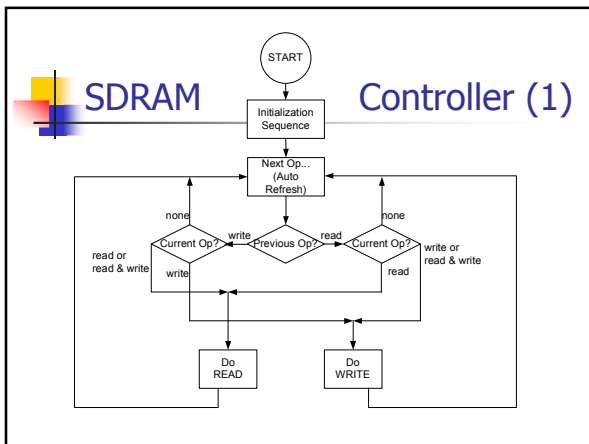 START
SDRAM Controller (1)
Initialization
Sequence
Next Op...
(Auto
Refresh)
none
none
write
read
Current Op?
Previous Op?
Current Op?
read or
read & write
write
read
write or
read & write
Do
READ
Do
WRITE